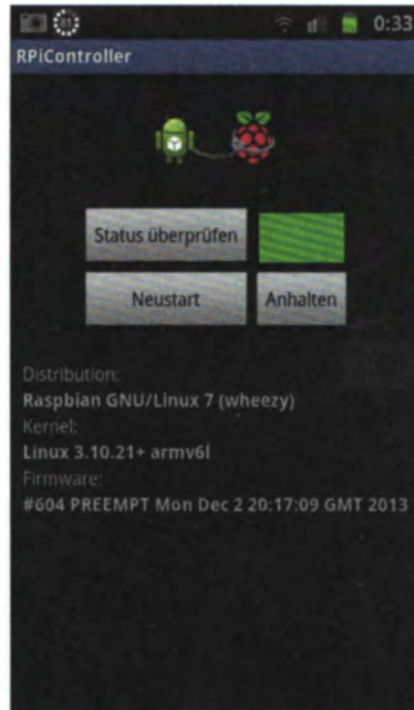 81 0:33
RPiController
Status überprüfen
Neustart Anhalten
Distribution:
Raspbian GNU/Linux 7 (wheezy)
Kernel:
Linux 3.10.21+ armv6l
Firmware:
#604 PREEMPT Mon Dec 2 20:17:09 GMT 2013